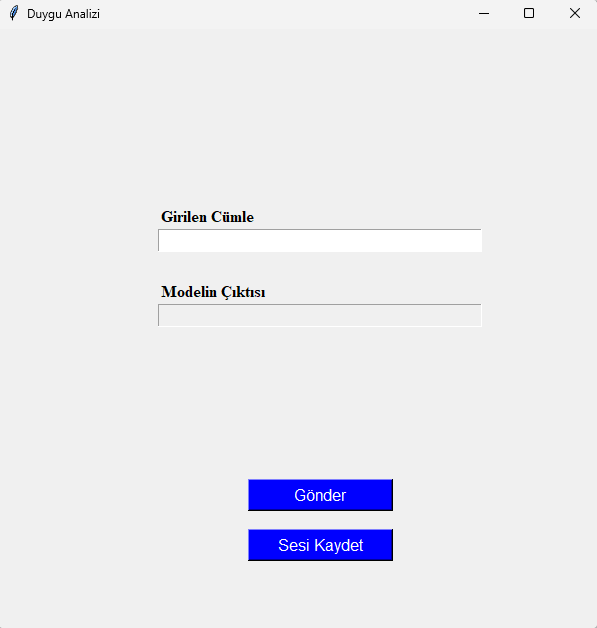 Duygu Analizi
Girilen Cümle
Modelin Çıktısı
Gönder
Sesi Kaydet